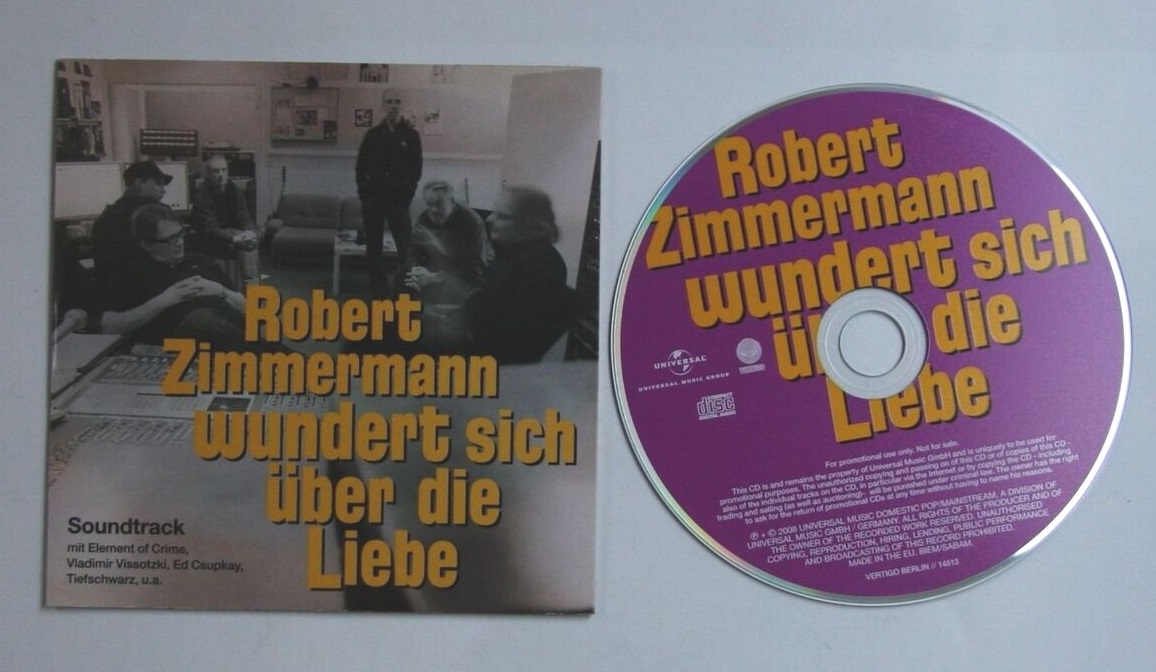 Robert
Zimmermann
wundert sich
über die
Liebe
Soundtrack
mit Element of Crime,
Vladimir Vissotzki, Ed Csupkay,
Tiefschwarz, u.a.
Robert
Zimmermann
wundert sich
ü die
Liebe
UNIVERSAL
UNIVERSAL MUSIC GROUP
COMPACT
disc
DIGITAL AUDIO
For promotional use only. Not for sale.
This CD is and remains the property of Universal Music GmbH and is uniquely to be used for
promotional purposes. The unauthorized copying and passing on of this CD or of copies of this CD -
also of the individual tracks on the CD, in particular via the Internet or by copying the CD - including
trading and selling (as well as auctioning)- will be punished under criminal law. The owner has the right
to ask for the return of promotional CDs at any time without having to name his reasons.
℗ + © 2008 UNIVERSAL MUSIC DOMESTIC POP/MAINSTREAM, A DIVISION OF
UNIVERSAL MUSIC GMBH / GERMANY. ALL RIGHTS OF THE PRODUCER AND OF
THE OWNER OF THE RECORDED WORK RESERVED. UNAUTHORISED
COPYING, REPRODUCTION, HIRING, LENDING, PUBLIC PERFORMANCE
AND BROADCASTING OF THIS RECORD PROHIBITED.
MADE IN THE EU. BIEM/SABAM.
VERTIGO BERLIN // 14513